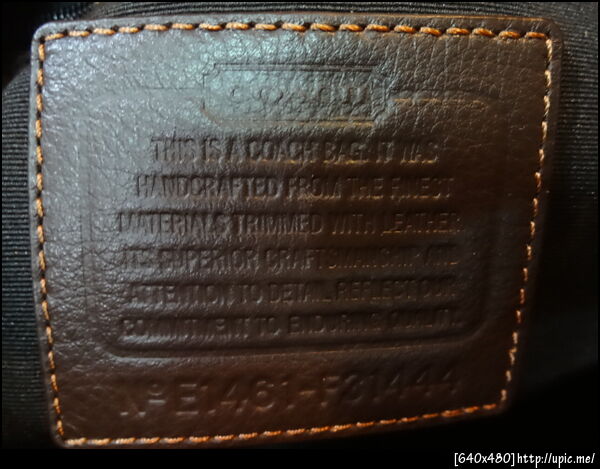 COACH
THIS IS A COACH BAG. IT WAS
HANDCRAFTED FROM THE FINEST
MATERIALS TRIMMED WITH LEATHER.
ITS SUPERIOR CRAFTSMANSHIP AND
ATTENTION TO DETAIL REFLECT OUR
COMMITMENT TO ENDURING QUALITY.
Nº E1461-F31444
[640x480]http://upic.me/